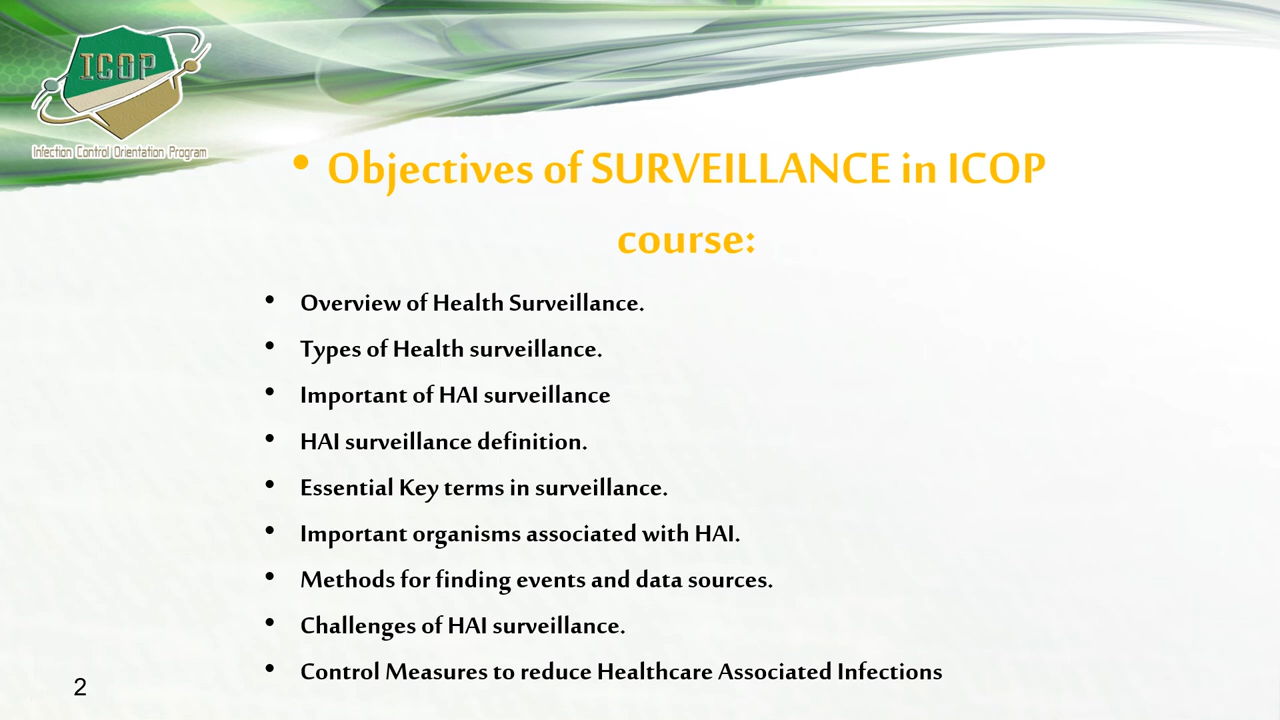 ICOP
Infection Control Orientation Program
• Objectives of SURVEILLANCE in ICOP
course:
• Overview of Health Surveillance.
• Types of Health surveillance.
• Important of HAI surveillance
• HAI surveillance definition.
• Essential Key terms in surveillance.
• Important organisms associated with HAI.
• Methods for finding events and data sources.
• Challenges of HAI surveillance.
• Control Measures to reduce Healthcare Associated Infections
2